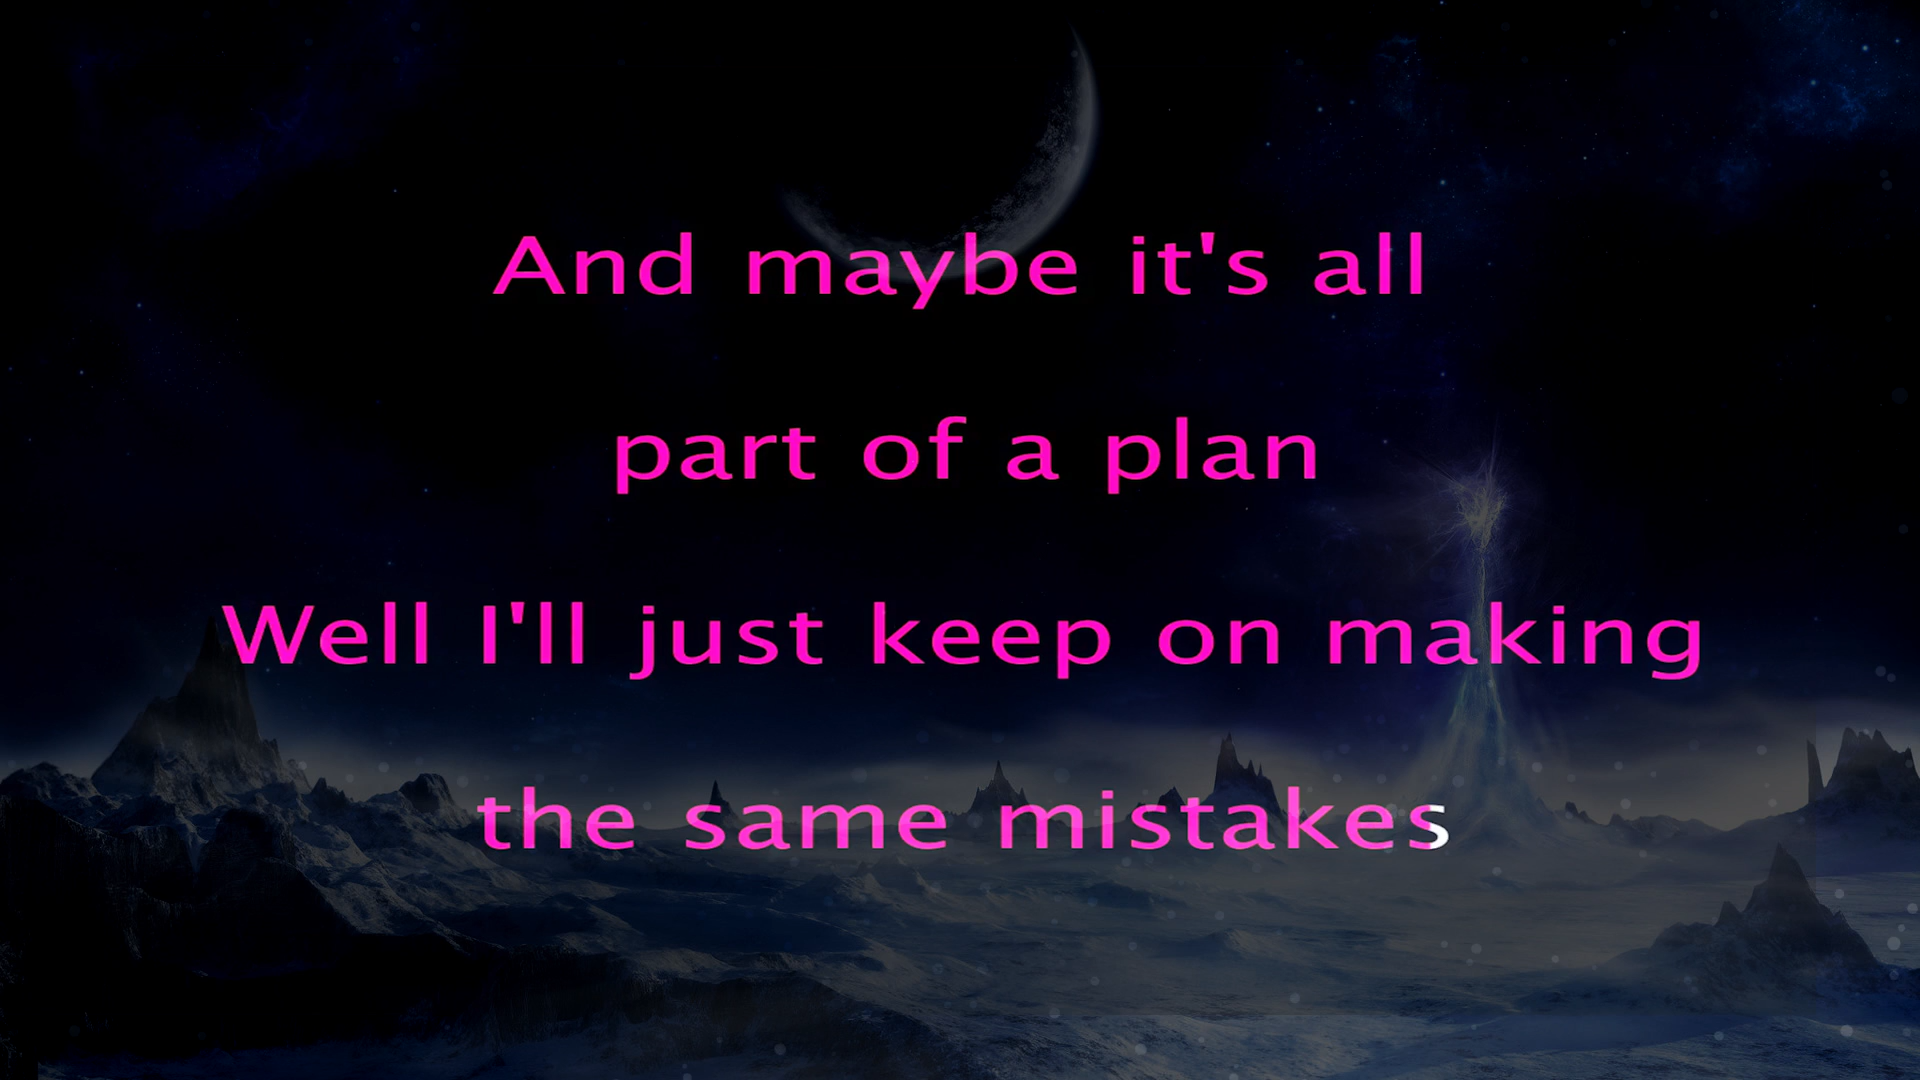 And maybe it's all
part of a plan
Well I'll just keep on making
the same mistakes